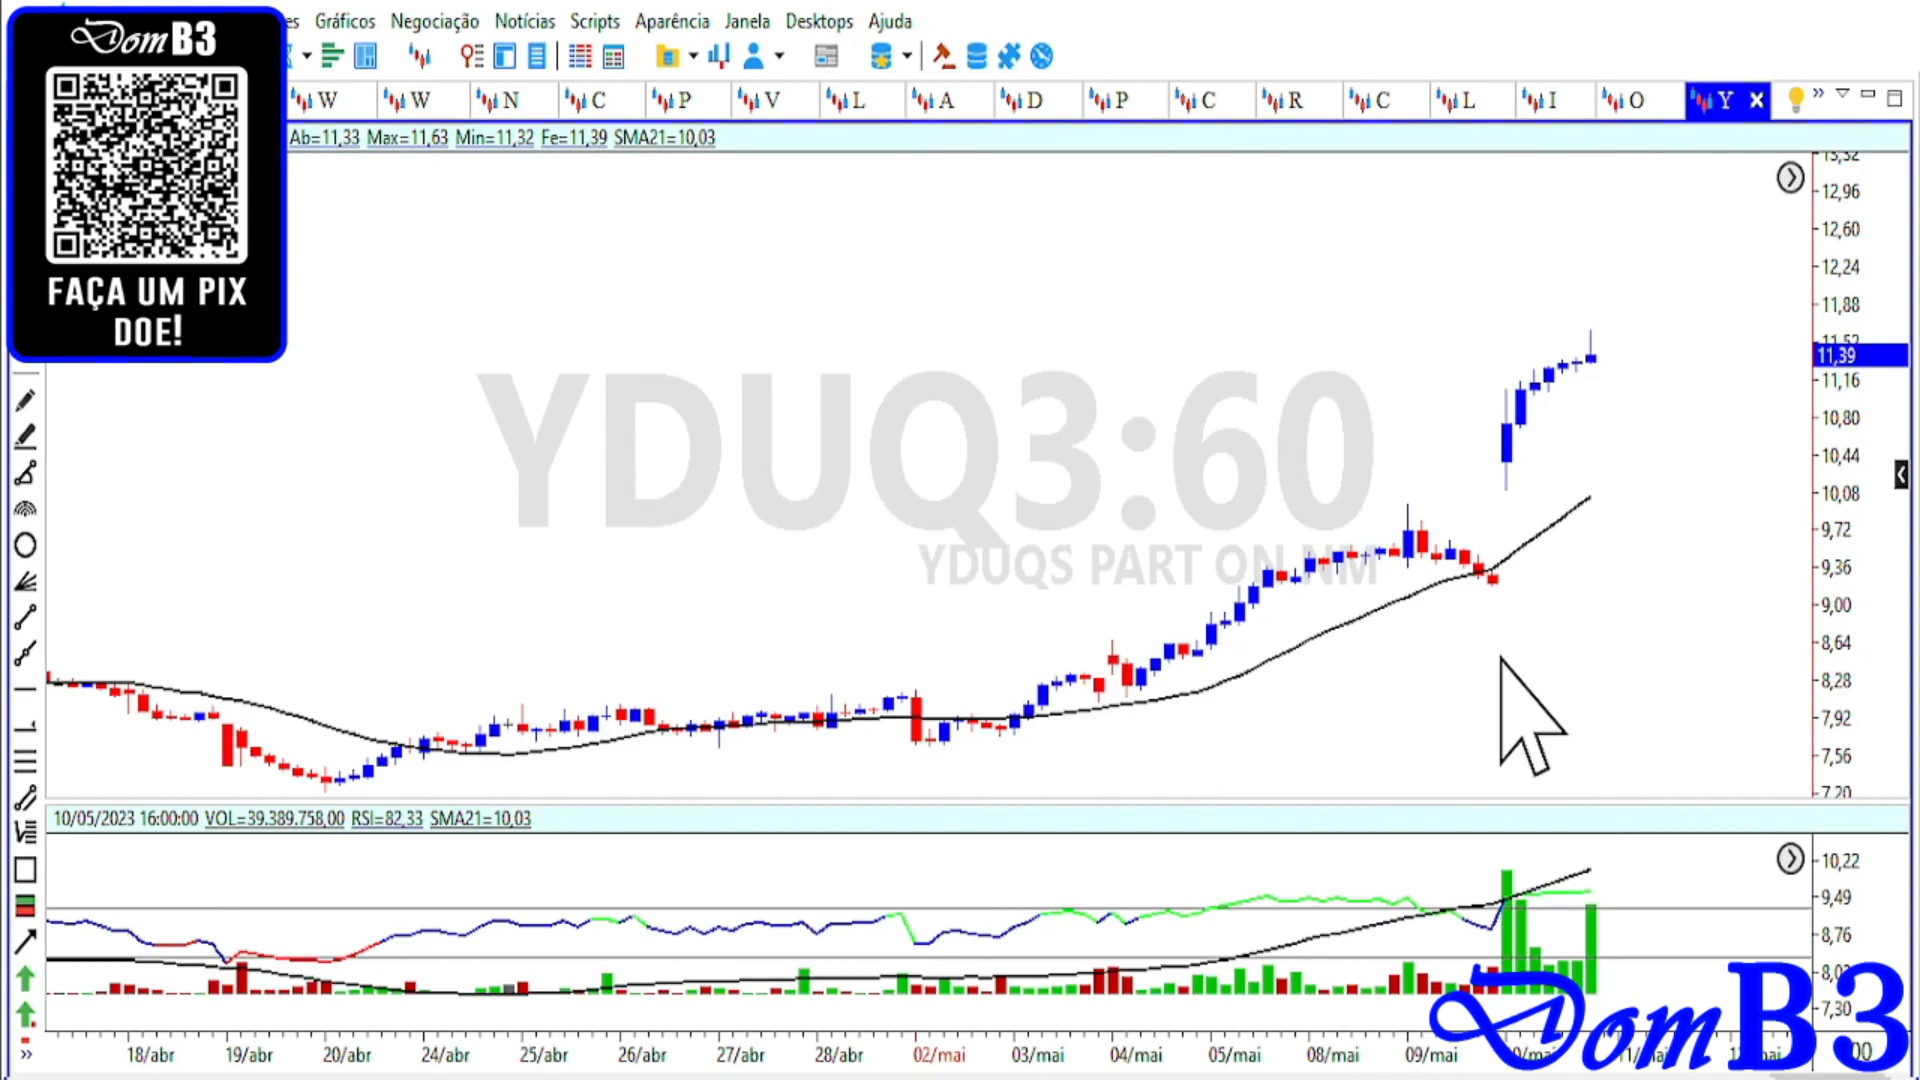 Dom B3
FAÇA UM PIX
DOE!
Gráficos Negociação Notícias Scripts Aparência Janela Desktops Ajuda
W W N C P V L A D P C R C L I O Y
Ab=11,33 Max=11,63 Min=11,32 Fe=11,39 SMA21=10,03
12,96
12,60
12,24
11,88
11,39
11,16
10,80
10,44
10,08
9,72
9,36
9,00
8,64
8,28
7,92
7,56
7,20
YDUQ3:60
YDUQS PART ON NM
10/05/2023 16:00:00 VOL=39.389.758,00 RSI=82,33 SMA21=10,03
10,22
9,49
8,76
7,30
18/abr 19/abr 20/abr 24/abr 25/abr 26/abr 27/abr 28/abr 02/mai 03/mai 04/mai 05/mai 08/mai 09/mai
Dom B3